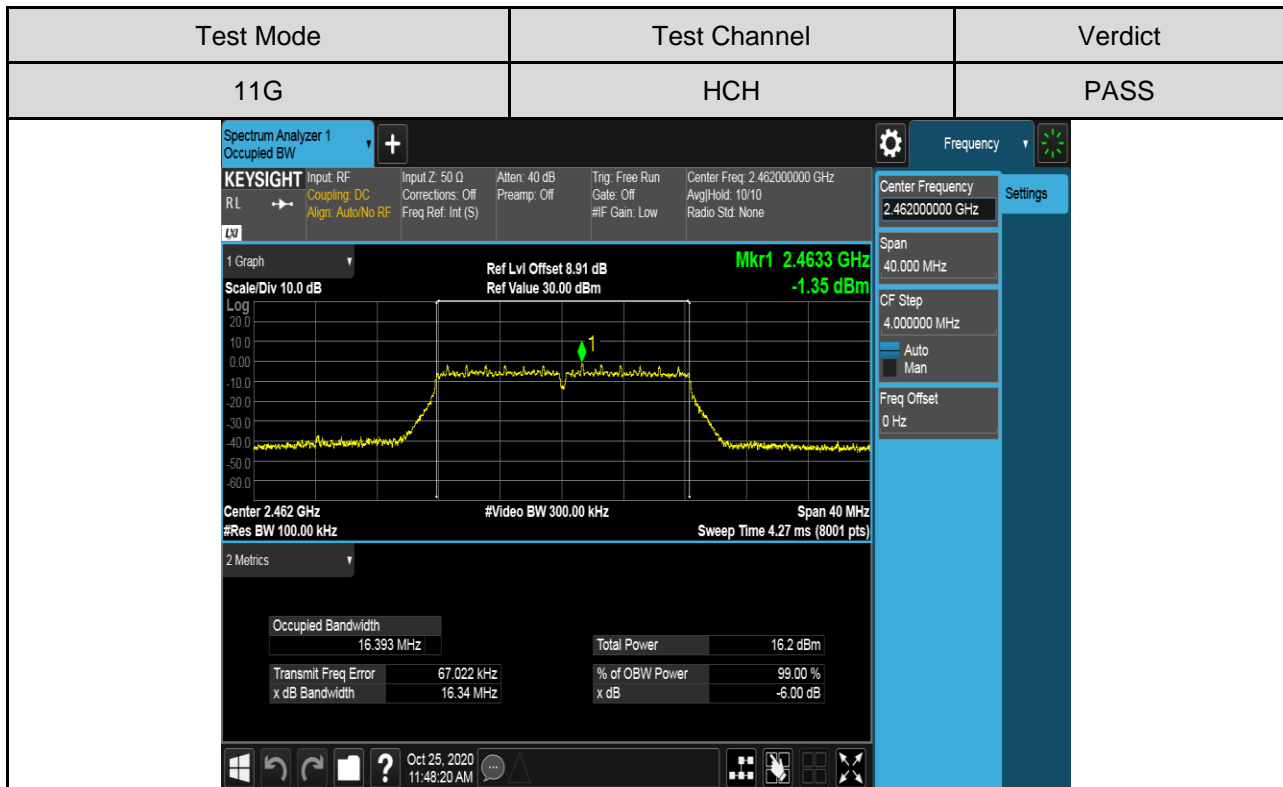 Test Mode Test Channel Verdict
11G HCH PASS
Spectrum Analyzer 1
Occupied BW
+
Frequency
KEYSIGHT Input: RF Input Z: 50 Ω Atten: 40 dB Trig: Free Run Center Freq: 2.462000000 GHz
RL Coupling: DC Corrections: Off Preamp: Off Gate: Off Avg|Hold: 10/10
Align: Auto/No RF Freq Ref: Int (S) #IF Gain: Low Radio Std: None
LXI
Center Frequency
2.462000000 GHz
Settings
Span
40.000 MHz
CF Step
4.000000 MHz
Auto
Man
Freq Offset
0 Hz
1 Graph
Ref Lvl Offset 8.91 dB
Mkr1 2.4633 GHz
Scale/Div 10.0 dB Ref Value 30.00 dBm -1.35 dBm
Log
20.0
10.0
0.00
-10.0
-20.0
-30.0
-40.0
-50.0
-60.0
1
Center 2.462 GHz #Video BW 300.00 kHz Span 40 MHz
#Res BW 100.00 kHz Sweep Time 4.27 ms (8001 pts)
2 Metrics
Occupied Bandwidth
16.393 MHz Total Power 16.2 dBm
Transmit Freq Error 67.022 kHz % of OBW Power 99.00 %
x dB Bandwidth 16.34 MHz x dB -6.00 dB
? Oct 25, 2020
11:48:20 AM